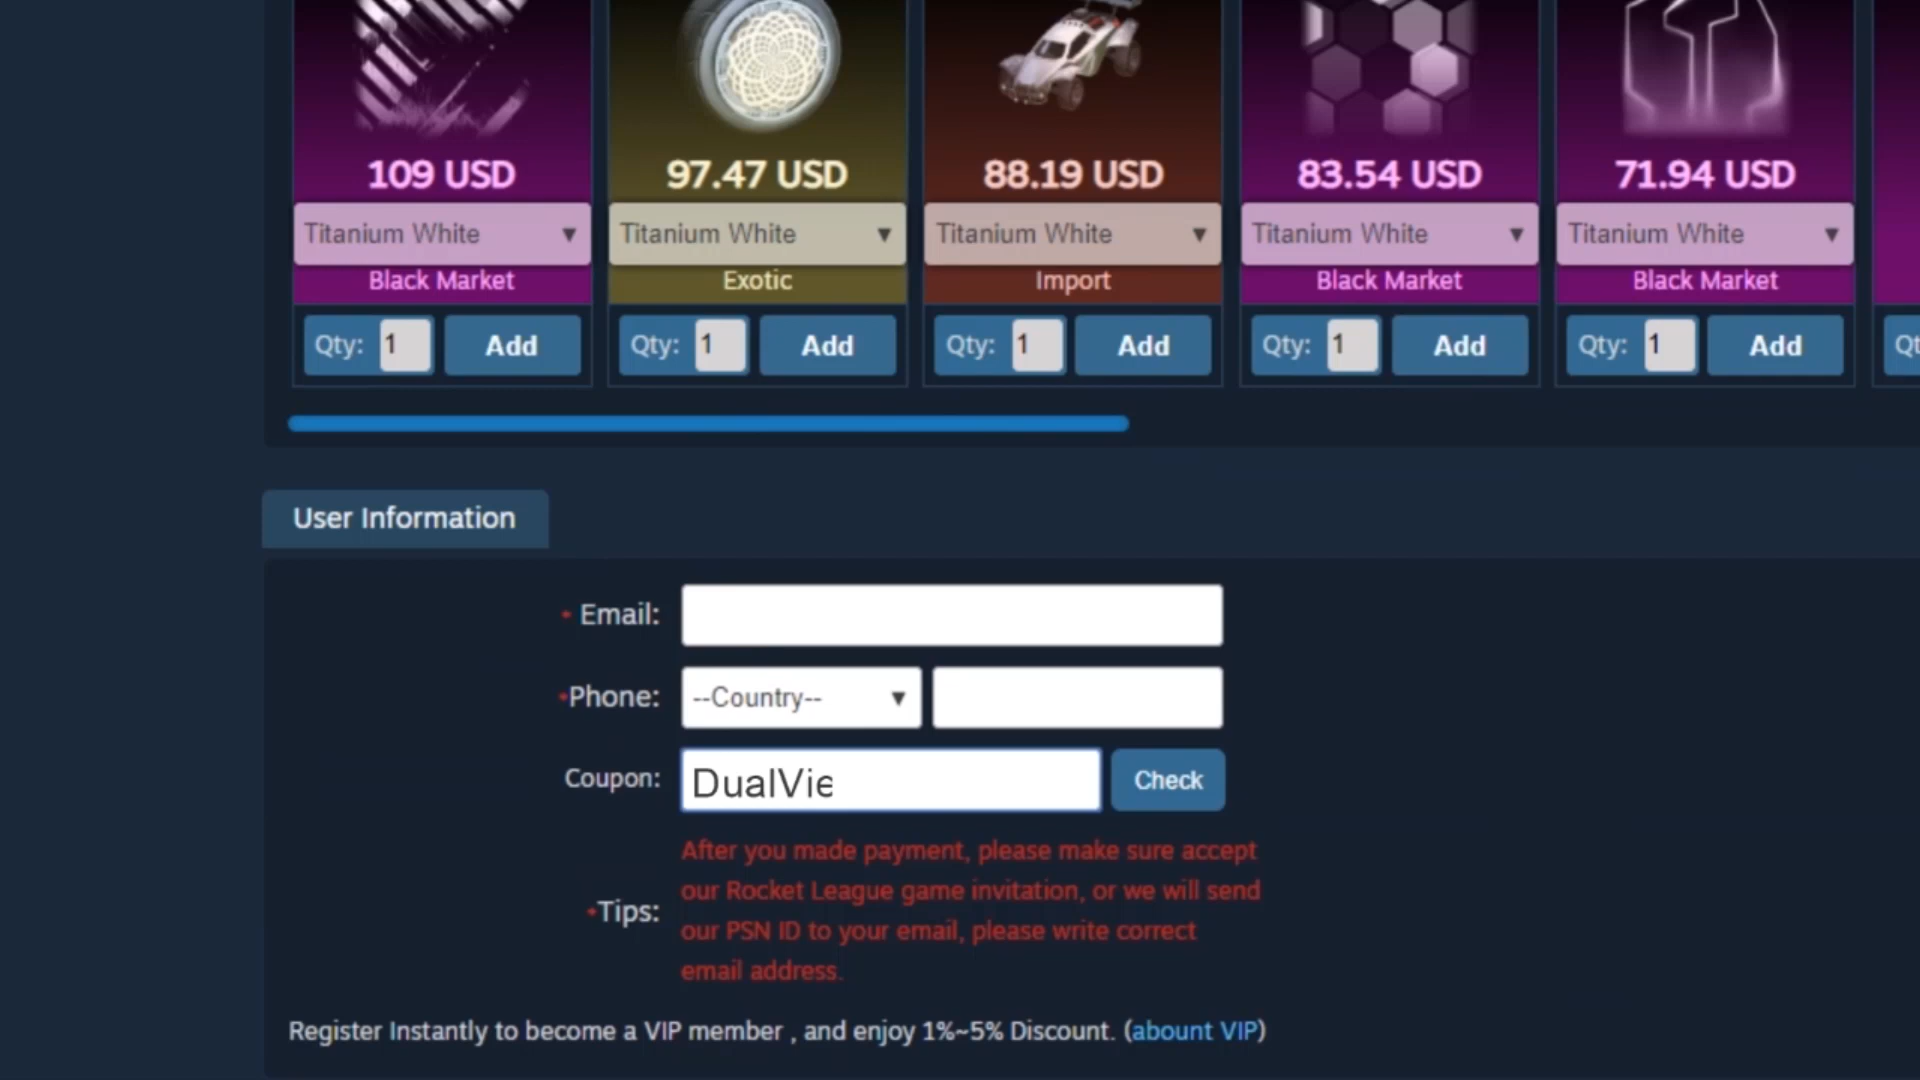 109 USD
97.47 USD
88.19 USD
83.54 USD
71.94 USD
Titanium White
Titanium White
Titanium White
Titanium White
Titanium White
Black Market
Exotic
Import
Black Market
Black Market
Qty: 1 Add
Qty: 1 Add
Qty: 1 Add
Qty: 1 Add
Qty: 1 Add
Qt
User Information
* Email:
*Phone: --Country--
Coupon: DualVie Check
*Tips:
After you made payment, please make sure accept
our Rocket League game invitation, or we will send
our PSN ID to your email, please write correct
email address.
Register Instantly to become a VIP member , and enjoy 1%~5% Discount. (abount VIP)